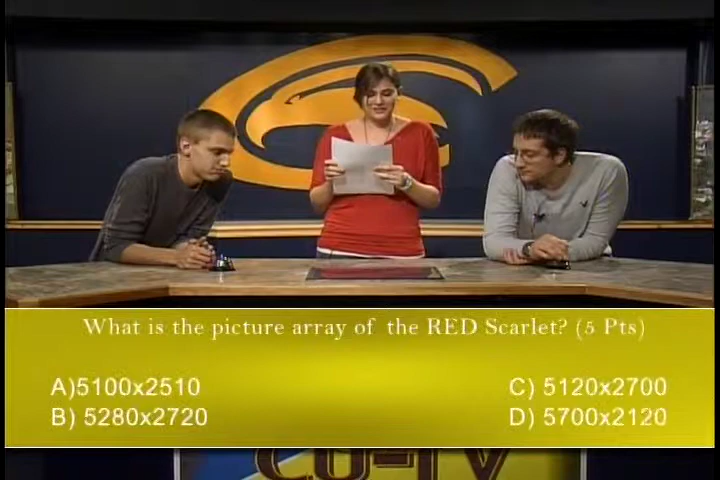 What is the picture array of the RED Scarlet? (5 Pts)
A)5100x2510
C) 5120x2700
B) 5280x2720
D) 5700x2120
CU-TV